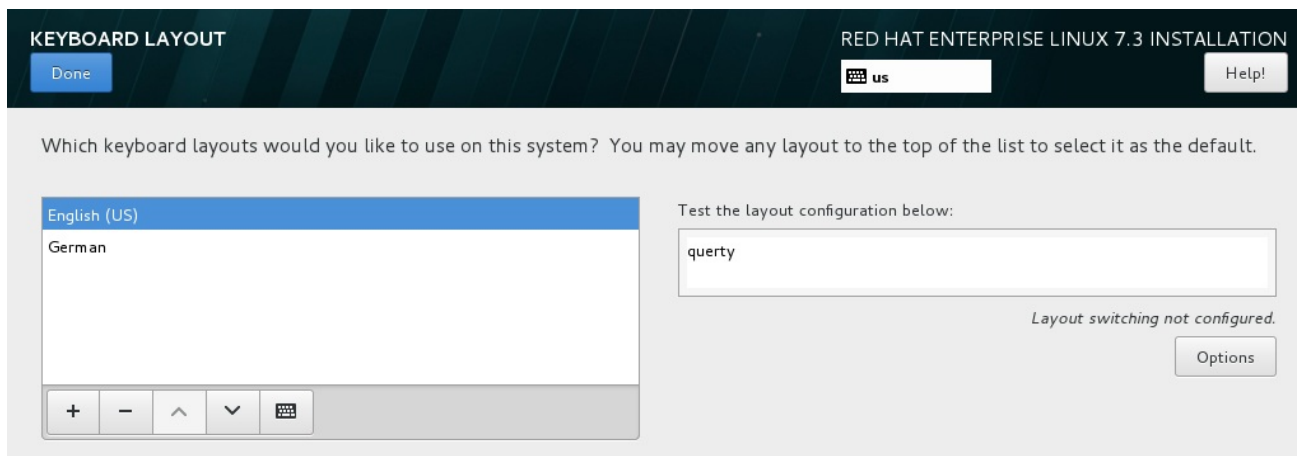 KEYBOARD LAYOUT
RED HAT ENTERPRISE LINUX 7.3 INSTALLATION
Done
us
Help!
Which keyboard layouts would you like to use on this system? You may move any layout to the top of the list to select it as the default.
English (US)
German
Test the layout configuration below:
querty
Layout switching not configured.
Options